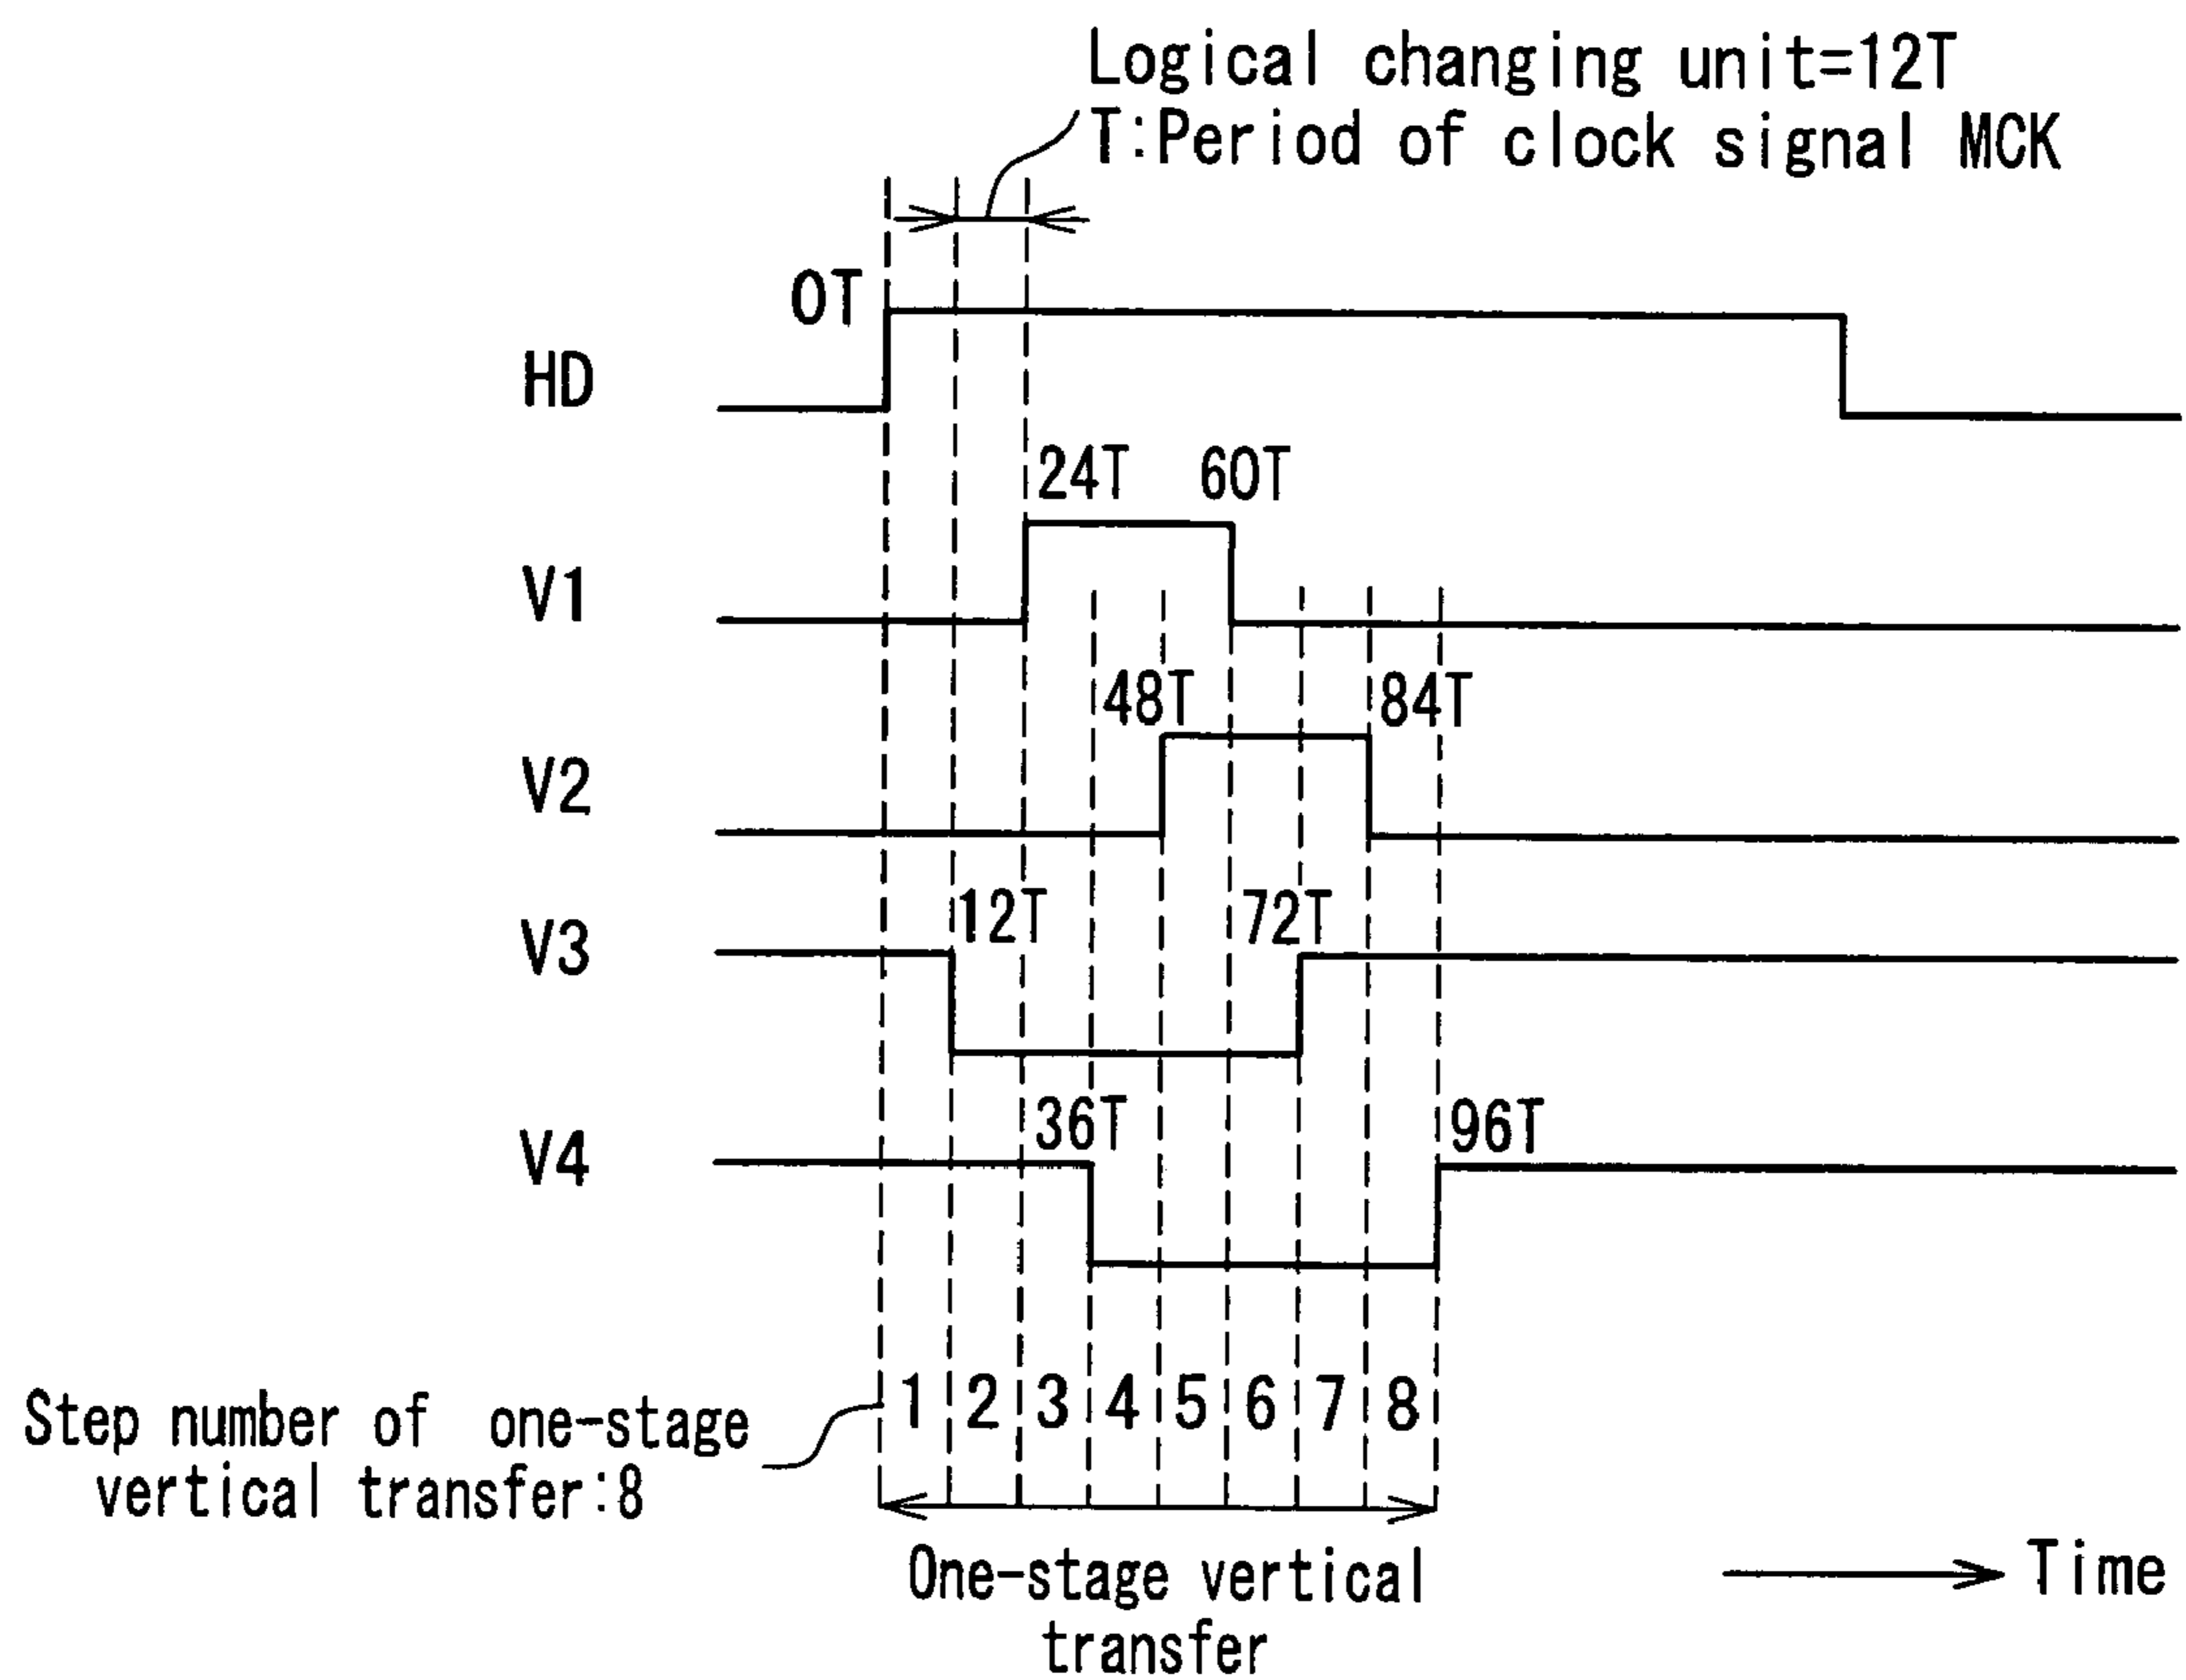 Logical changing unit=12T
T:Period of clock signal MCK
0T
HD
24T 60T
V1
48T 84T
V2
12T 72T
V3
36T 96T
V4
1 2 3 4 5 6 7 8
Step number of one-stage
vertical transfer:8
One-stage vertical
transfer
Time